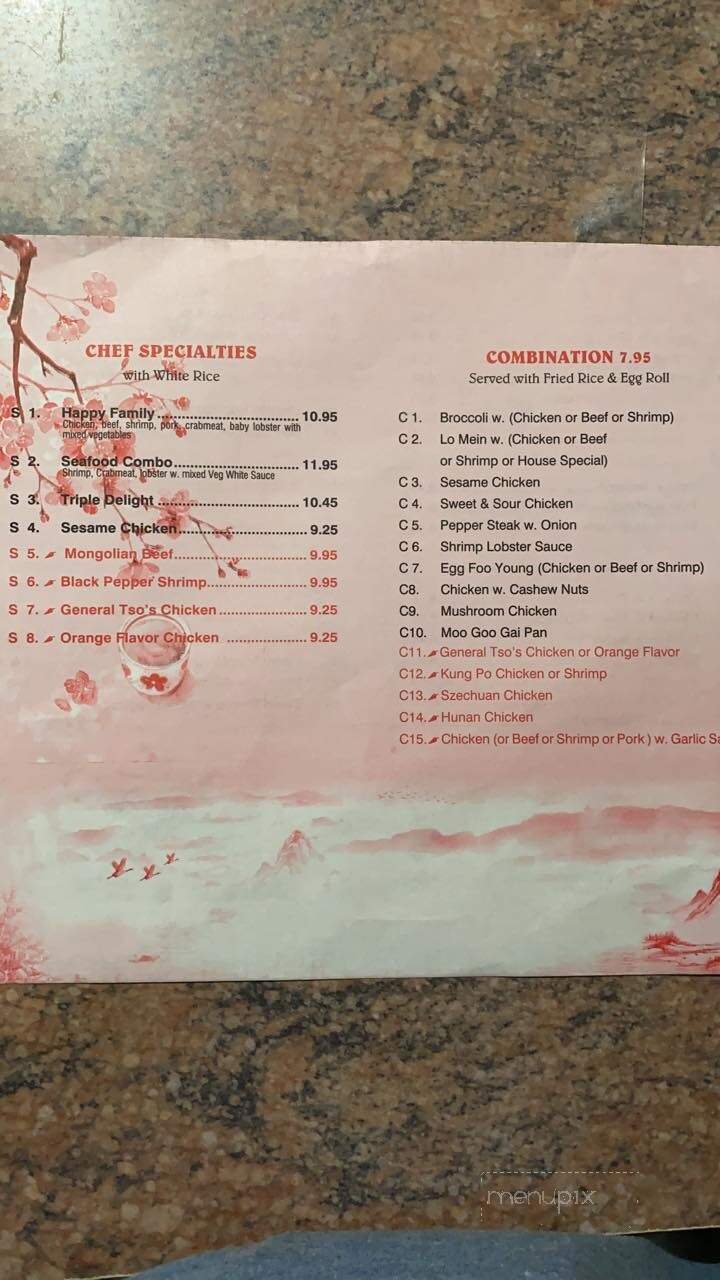 CHEF SPECIALTIES
with White Rice
S 1. Happy Family ........ 10.95
Chicken, beef, shrimp, pork, crabmeat, baby lobster with
mixed vegetables
S 2. Seafood Combo ........ 11.95
Shrimp, Crabmeat, lobster w. mixed Veg White Sauce
S 3. Triple Delight ........ 10.45
S 4. Sesame Chicken ........ 9.25
S 5. Mongolian Beef ........ 9.95
S 6. Black Pepper Shrimp ........ 9.95
S 7. General Tso's Chicken ........ 9.25
S 8. Orange Flavor Chicken ........ 9.25
COMBINATION 7.95
Served with Fried Rice & Egg Roll
C 1. Broccoli w. (Chicken or Beef or Shrimp)
C 2. Lo Mein w. (Chicken or Beef
or Shrimp or House Special)
C 3. Sesame Chicken
C 4. Sweet & Sour Chicken
C 5. Pepper Steak w. Onion
C 6. Shrimp Lobster Sauce
C 7. Egg Foo Young (Chicken or Beef or Shrimp)
C8. Chicken w. Cashew Nuts
C9. Mushroom Chicken
C10. Moo Goo Gai Pan
C11. General Tso's Chicken or Orange Flavor
C12. Kung Po Chicken or Shrimp
C13. Szechuan Chicken
C14. Hunan Chicken
C15. Chicken (or Beef or Shrimp or Pork ) w. Garlic
menupix